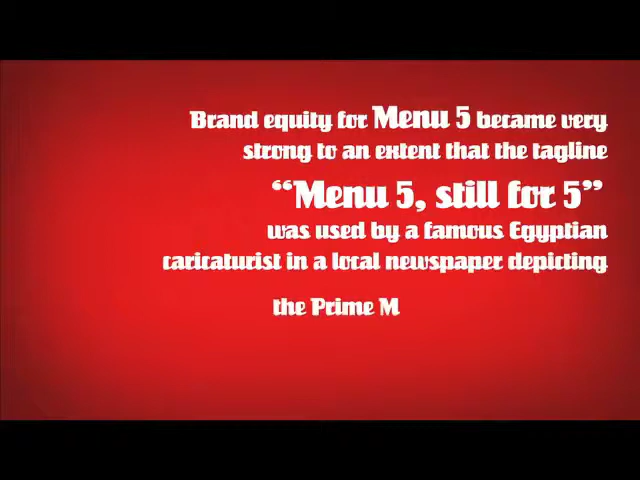 Brand equity for Menu 5 became very
strong to an extent that the tagline
“Menu 5, still for 5”
was used by a famous Egyptian
caricaturist in a local newspaper depicting
the Prime M